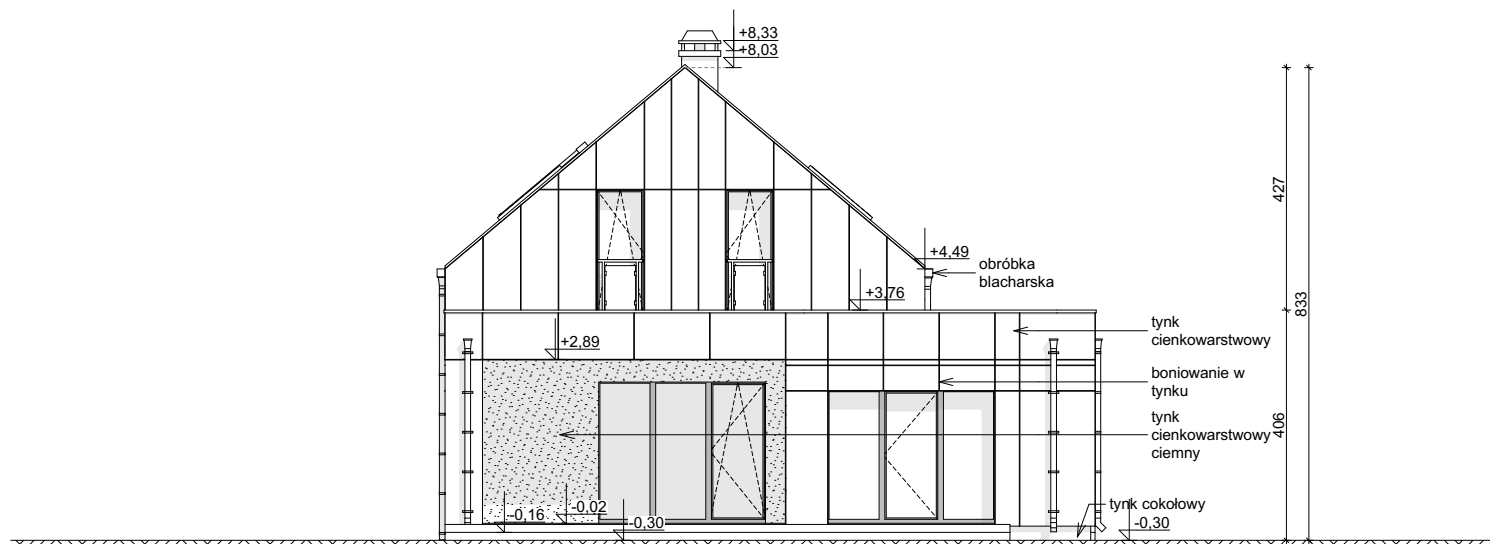 +8,33
+8,03
427
+4,49
obróbka
blacharska
+3,76
833
tynk
cienkowarstwowy
+2,89
boniowanie w
tynku
tynk
cienkowarstwowy
ciemny
406
-0,02
-0,16
-0,30
tynk cokołowy
-0,30